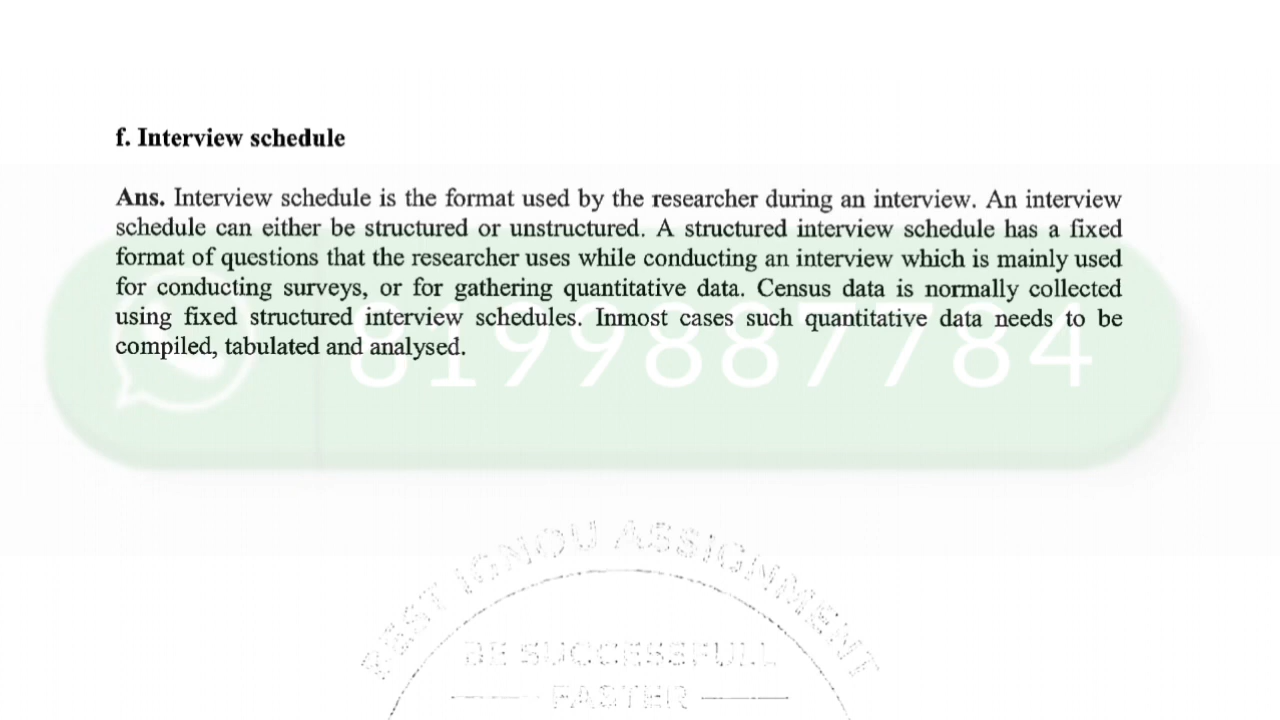 f. Interview schedule
Ans. Interview schedule is the format used by the researcher during an interview. An interview
schedule can either be structured or unstructured. A structured interview schedule has a fixed
format of questions that the researcher uses while conducting an interview which is mainly used
for conducting surveys, or for gathering quantitative data. Census data is normally collected
using fixed structured interview schedules. Inmost cases such quantitative data needs to be
compiled, tabulated and analysed.
8199887784
BEST IGNOU ASSIGNMENT
BE SUCCESSFULL
FASTER